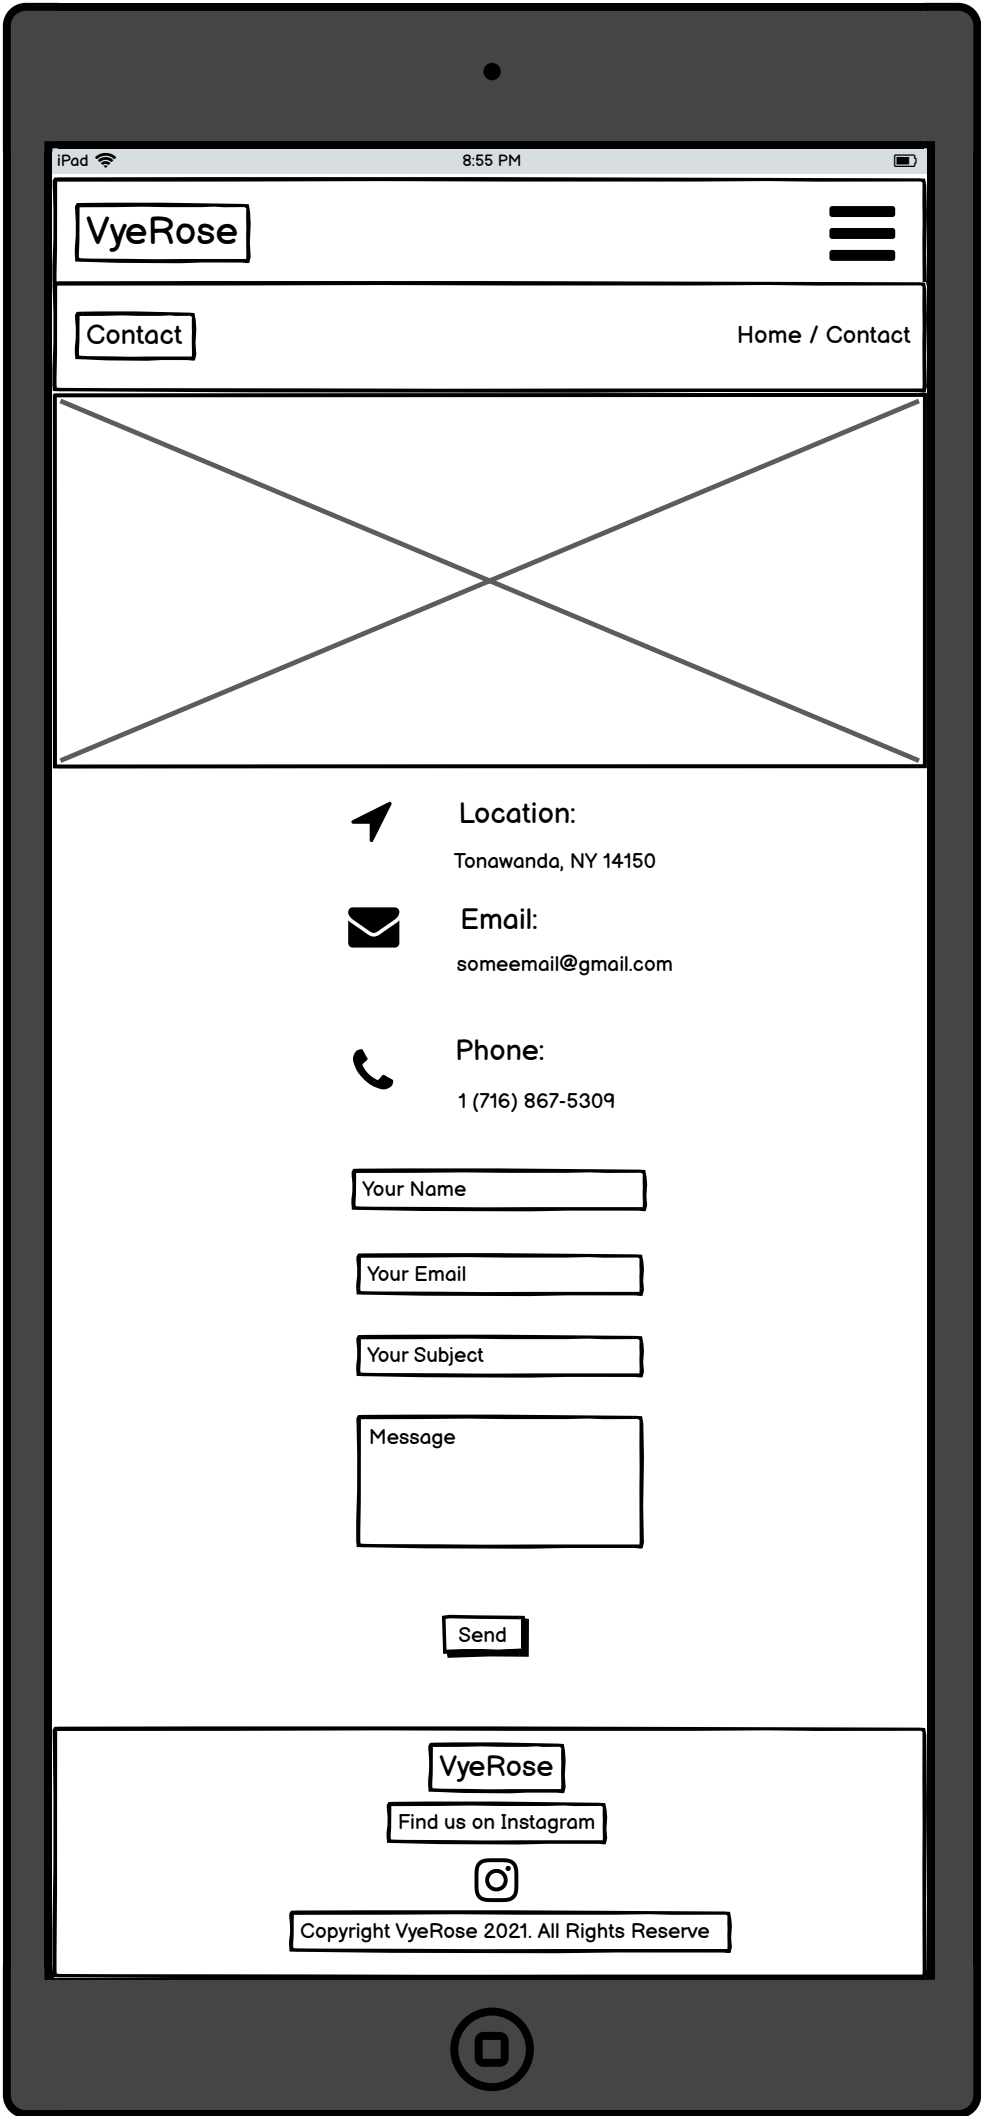 iPad 8:55 PM
VyeRose
Contact Home / Contact
Location:
Tonawanda, NY 14150
Email:
someemail@gmail.com
Phone:
1 (716) 867-5309
Your Name
Your Email
Your Subject
Message
Send
VyeRose
Find us on Instagram
Copyright VyeRose 2021. All Rights Reserve